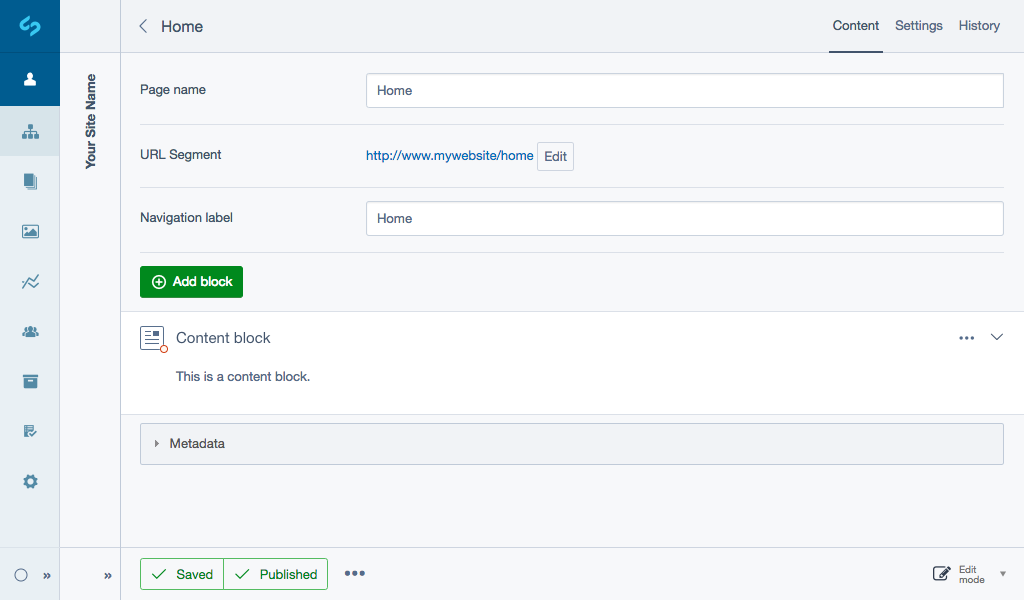 Home
Content
Settings
History
Your Site Name
Page name
Home
URL Segment
http://www.mywebsite/home
Edit
Navigation label
Home
Add block
Content block
This is a content block.
Metadata
Saved
Published
Edit
mode